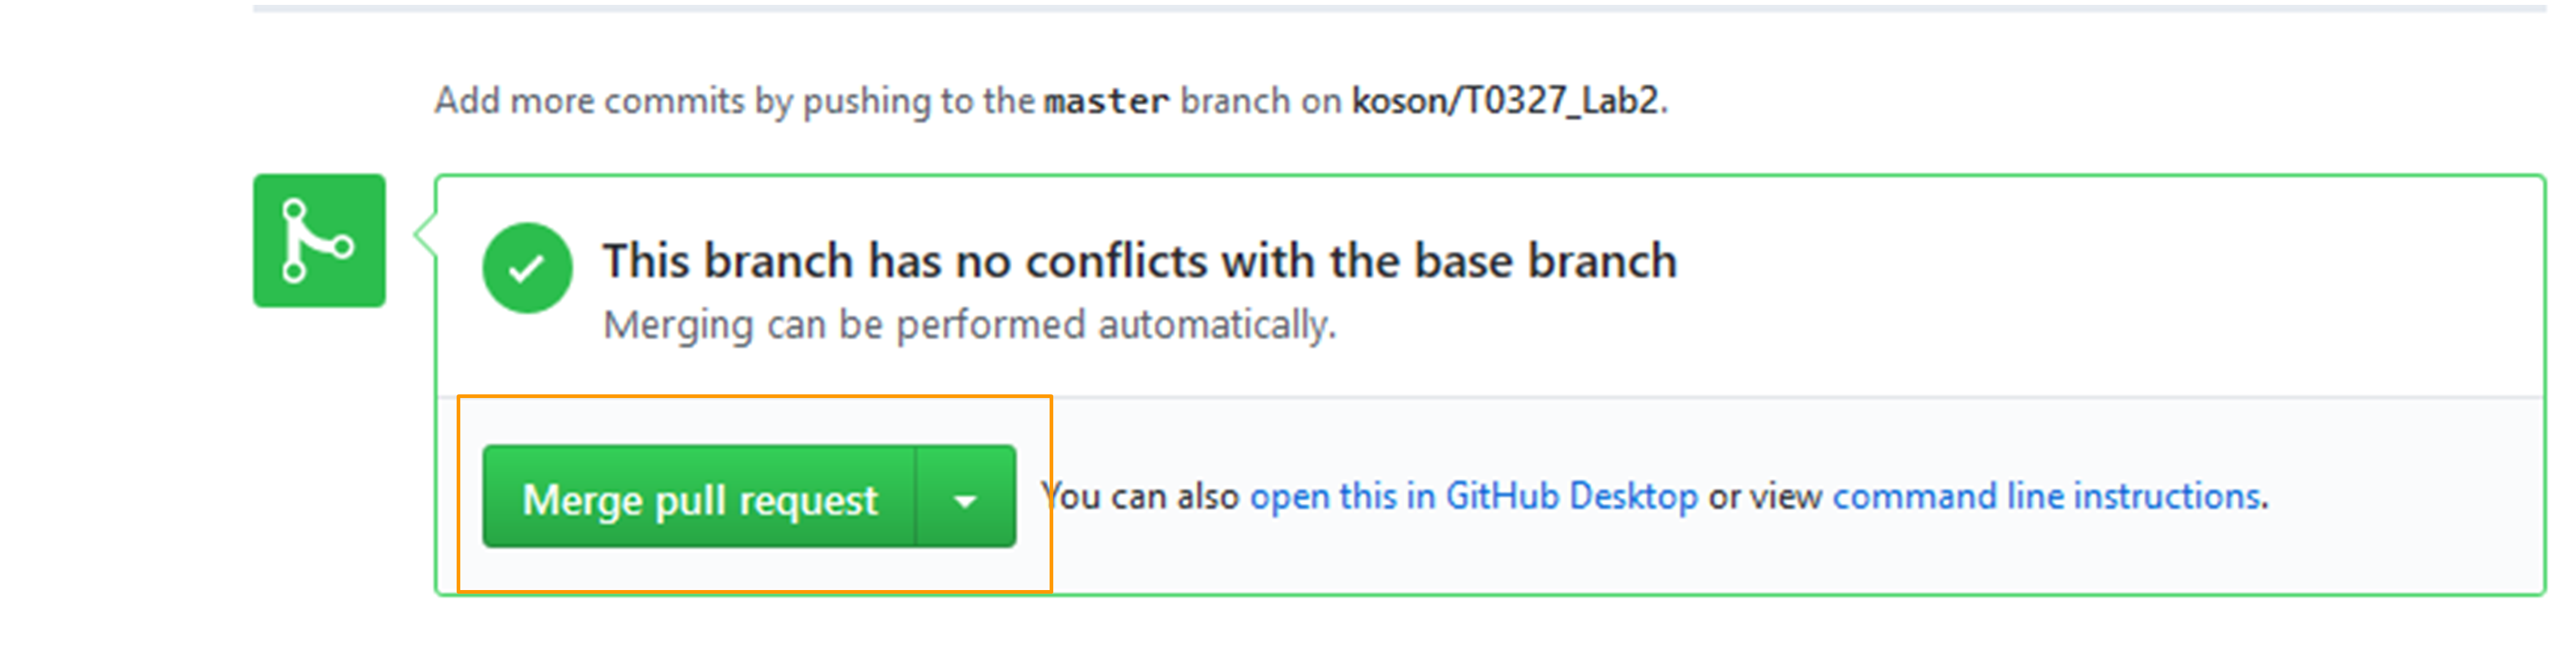 Add more commits by pushing to the master branch on koson/T0327_Lab2.
This branch has no conflicts with the base branch
Merging can be performed automatically.
Merge pull request
You can also open this in GitHub Desktop or view command line instructions.